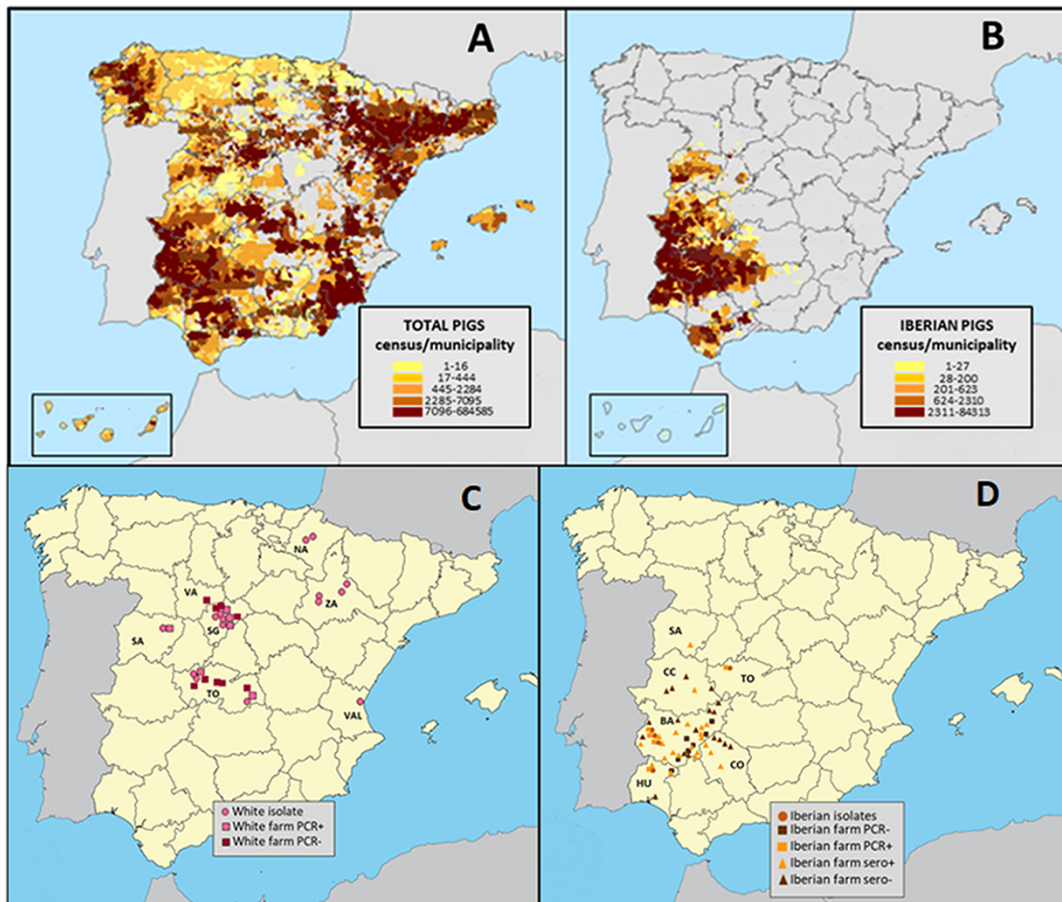 A
TOTAL PIGS
census/municipality
1-16
17-444
445-2284
2285-7095
7096-684585
B
IBERIAN PIGS
census/municipality
1-27
28-200
201-623
624-2310
2311-84313
C
NA
VA
ZA
SA
SG
TO
VAL
White isolate
White farm PCR+
White farm PCR-
D
SA
CC
TO
BA
CO
HU
Iberian isolates
Iberian farm PCR-
Iberian farm PCR+
Iberian farm sero+
Iberian farm sero-